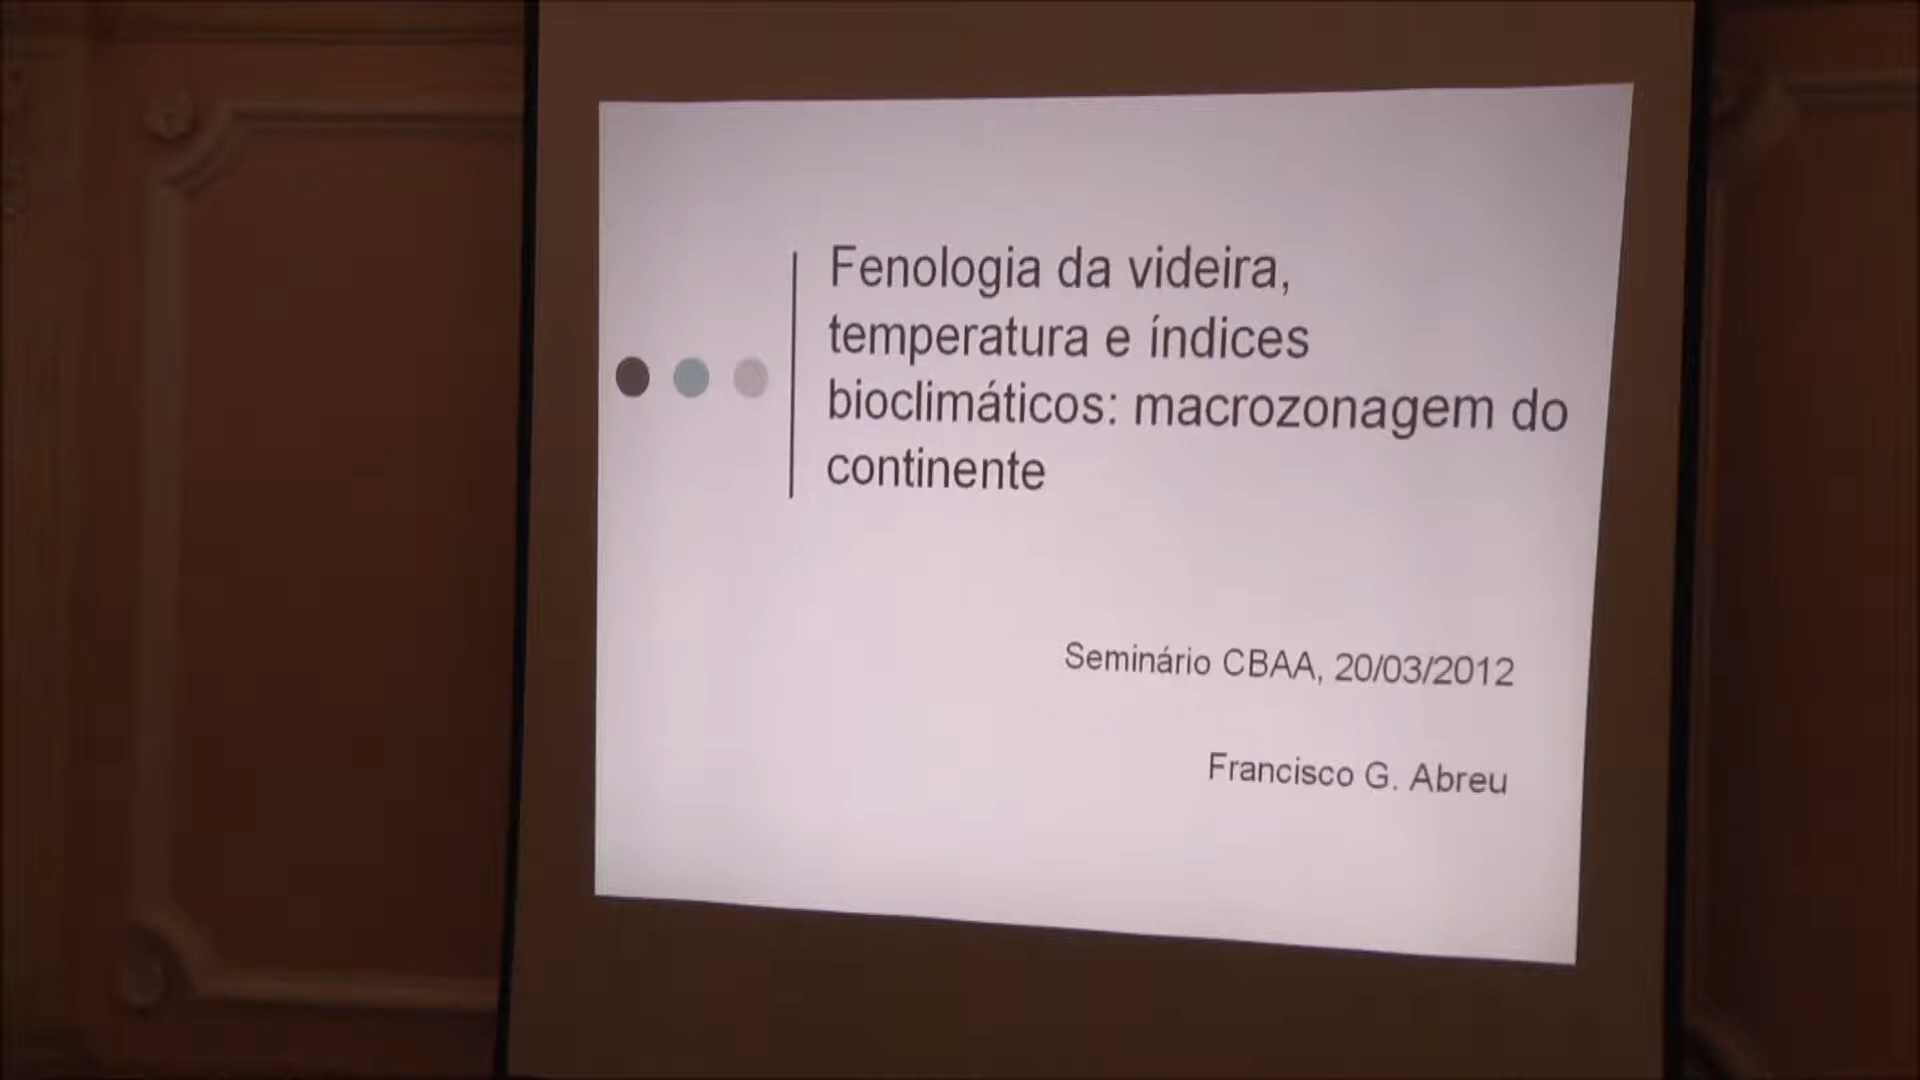 Fenologia da videira,
temperatura e índices
bioclimáticos: macrozonagem do
continente
Seminário CBAA, 20/03/2012
Francisco G. Abreu